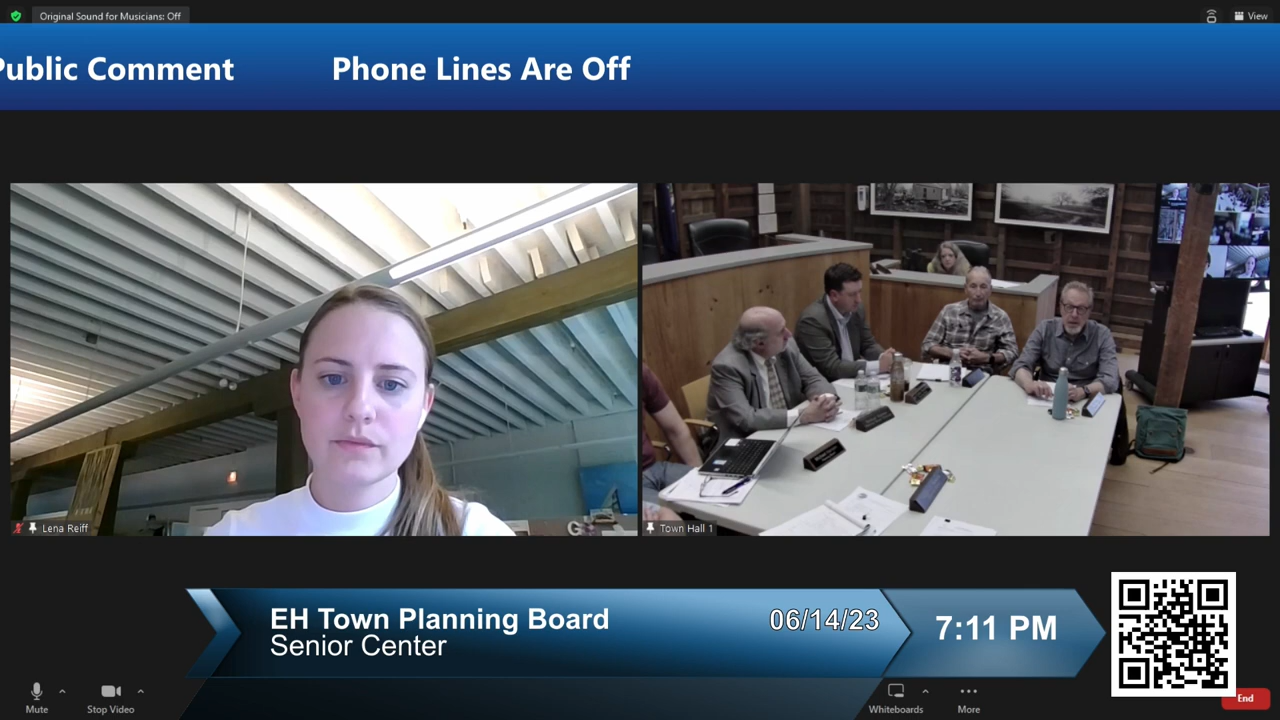 Original Sound for Musicians: Off
View
Public Comment
Phone Lines Are Off
Lena Reiff
Town Hall 1
EH Town Planning Board
06/14/23
7:11 PM
Senior Center
Mute
Stop Video
Whiteboards
More
End